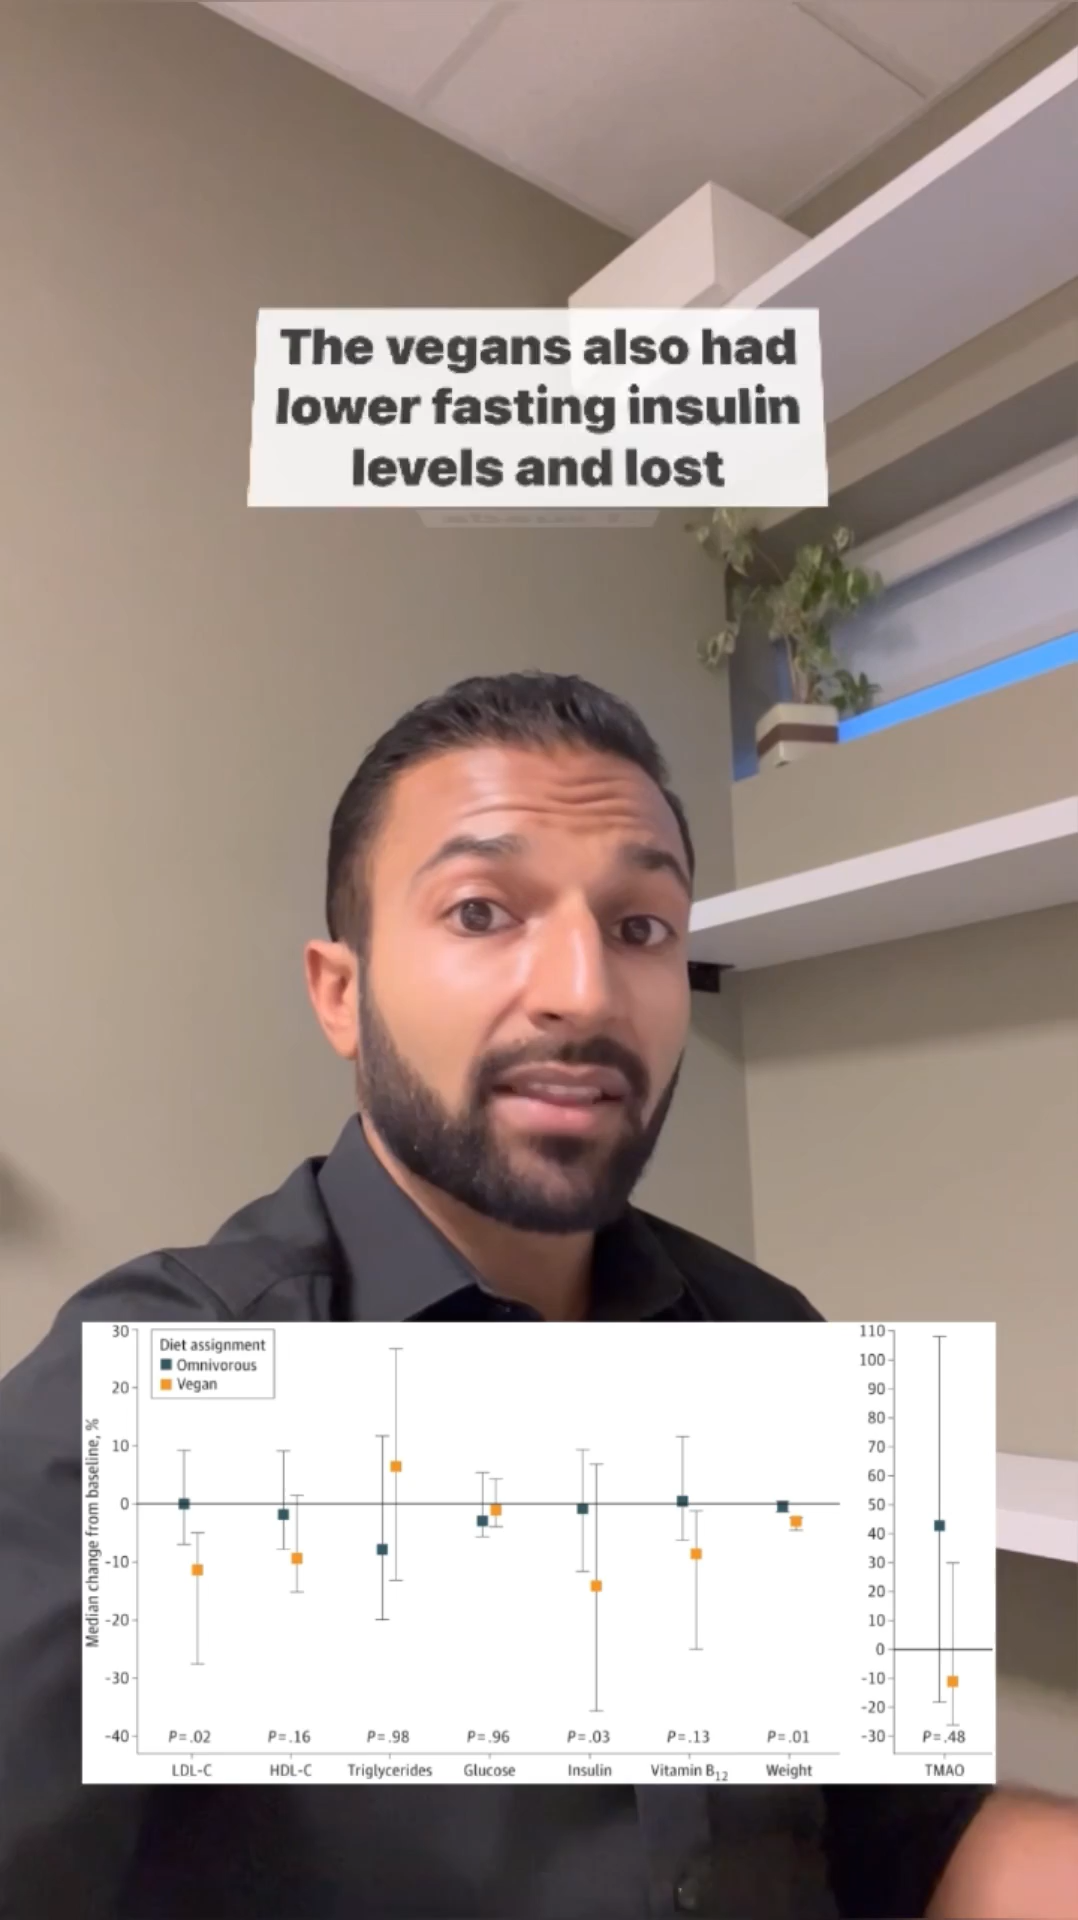 The vegans also had
lower fasting insulin
levels and lost
Diet assignment
Omnivorous
Vegan
Median change from baseline, %
30
20
10
0
-10
-20
-30
-40
P=.02
P=.16
P=.98
P=.96
P=.03
P=.13
P=.01
LDL-C
HDL-C
Triglycerides
Glucose
Insulin
Vitamin B12
Weight
110
100
90
80
70
60
50
40
30
20
10
0
-10
-20
-30
P=.48
TMAO